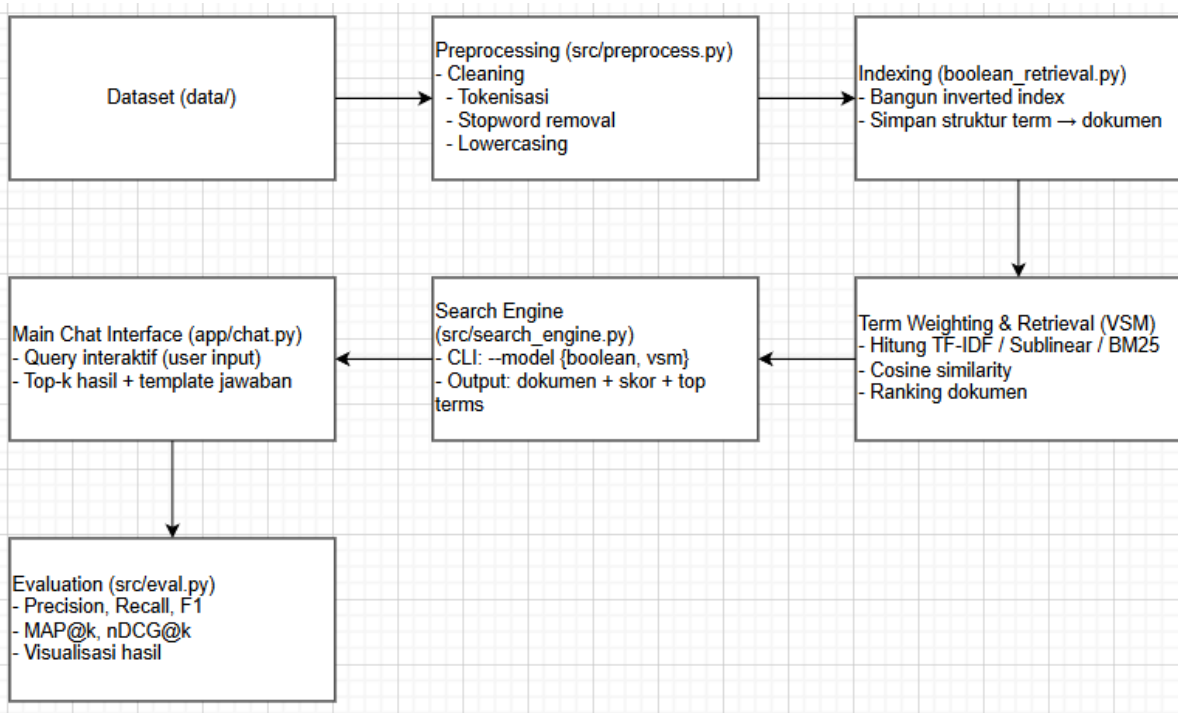 Dataset (data/)
Preprocessing (src/preprocess.py)
- Cleaning
- Tokenisasi
- Stopword removal
- Lowercasing
Indexing (boolean_retrieval.py)
- Bangun inverted index
- Simpan struktur term → dokumen
Main Chat Interface (app/chat.py)
- Query interaktif (user input)
- Top-k hasil + template jawaban
Search Engine
(src/search_engine.py)
- CLI: --model {boolean, vsm}
- Output: dokumen + skor + top
terms
Term Weighting & Retrieval (VSM)
- Hitung TF-IDF / Sublinear / BM25
- Cosine similarity
- Ranking dokumen
Evaluation (src/eval.py)
- Precision, Recall, F1
- MAP@k, nDCG@k
- Visualisasi hasil